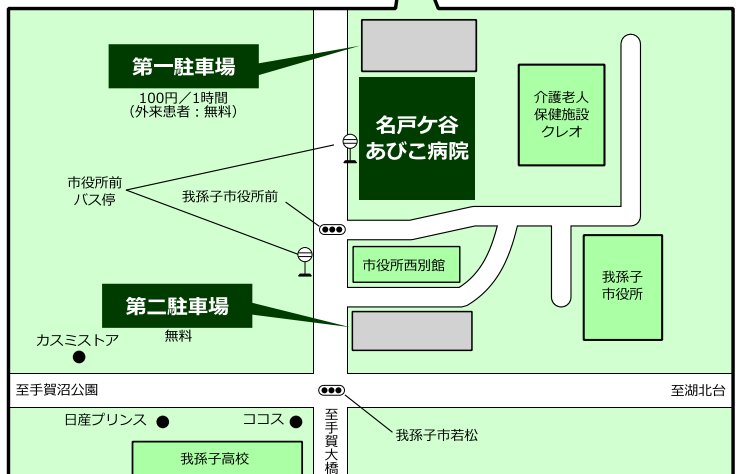 第一駐車場
100円／1時間
（外来患者：無料）
名戸ケ谷
あびこ病院
介護老人
保健施設
クレオ
市役所前
バス停
我孫子市役所前
市役所西別館
我孫子
市役所
第二駐車場
無料
カスミストア
至手賀沼公園
至湖北台
日産プリンス
ココス
至手賀大橋
我孫子市若松
我孫子高校